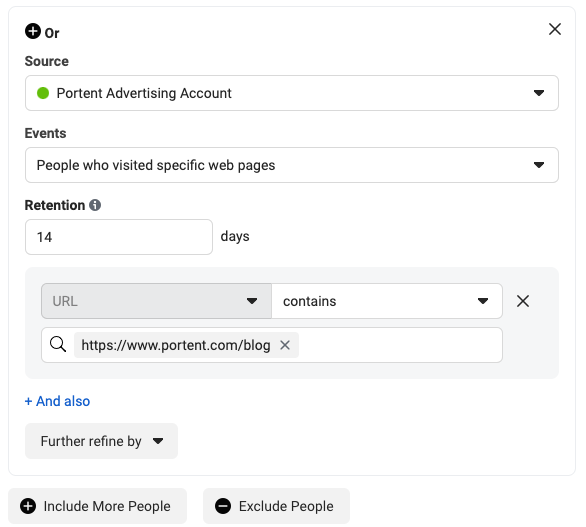 Or
Source
Portent Advertising Account
Events
People who visited specific web pages
Retention
14 days
URL contains
https://www.portent.com/blog
+ And also
Further refine by
Include More People Exclude People